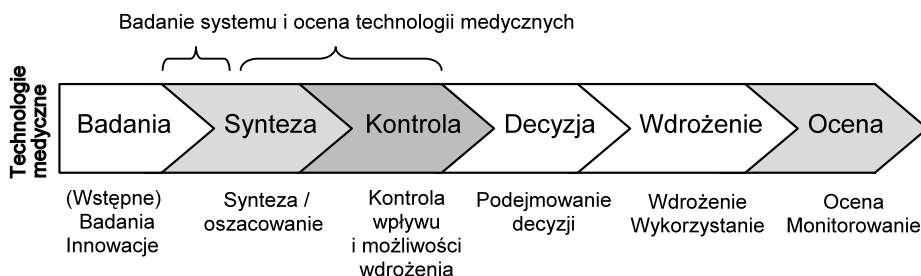 Badanie systemu i ocena technologii medycznych
Technologie
medyczne
Badania
Synteza
Kontrola
Decyzja
Wdrożenie
Ocena
(Wstępne)
Badania
Innowacje
Synteza /
oszacowanie
Kontrola
wpływu
i możliwości
wdrożenia
Podejmowanie
decyzji
Wdrożenie
Wykorzystanie
Ocena
Monitorowanie